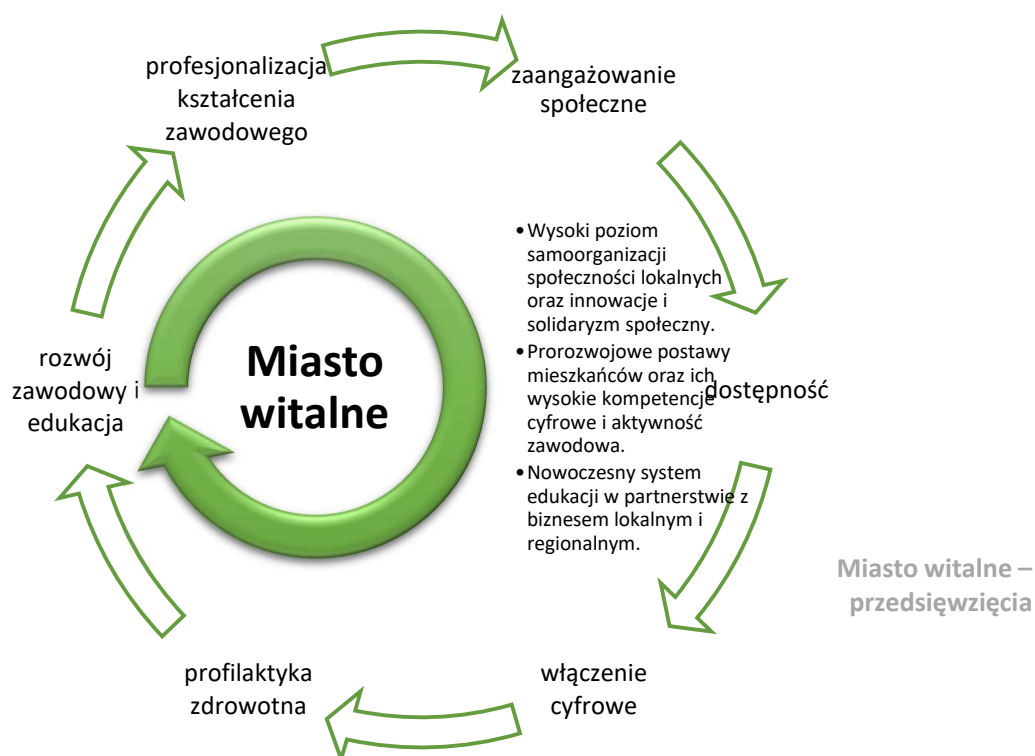 profesjonalizacja
kształcenia
zawodowego
zaangażowanie
społeczne
•Wysoki poziom
samoorganizacji
społeczności lokalnych
oraz innowacje i
solidaryzm społeczny.
•Prorozwojowe postawy
mieszkańców oraz ich
wysokie kompetencje
cyfrowe i aktywność
zawodowa.
•Nowoczesny system
edukacji w partnerstwie z
biznesem lokalnym i
regionalnym.
dostępność
włączenie
cyfrowe
profilaktyka
zdrowotna
rozwój
zawodowy i
edukacja
Miasto
witalne
Miasto witalne –
przedsięwzięcia